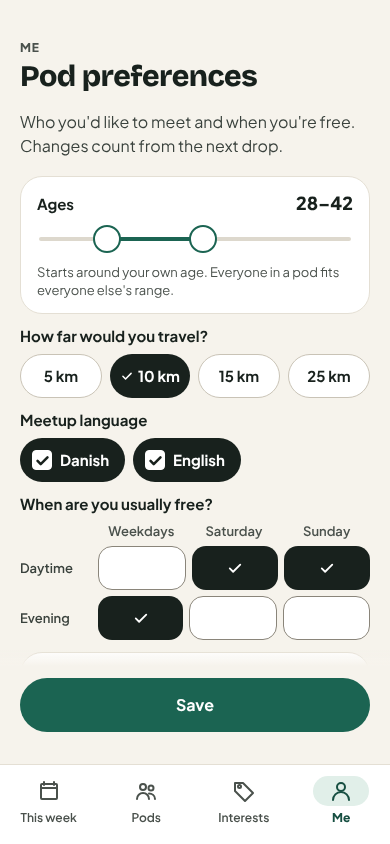 ME
Pod preferences
Who you'd like to meet and when you're free.
Changes count from the next drop.
Ages
28–42
Starts around your own age. Everyone in a pod fits
everyone else's range.
How far would you travel?
5 km
10 km
15 km
25 km
Meetup language
Danish
English
When are you usually free?
Weekdays
Saturday
Sunday
Daytime
Evening
Save
This week
Pods
Interests
Me